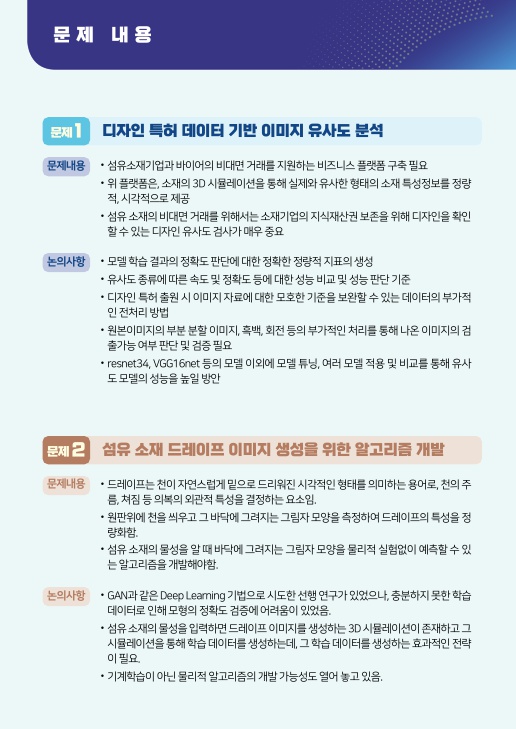 문제 내용
문제1 디자인 특허 데이터 기반 이미지 유사도 분석
문제내용
• 섬유소재기업과 바이어의 비대면 거래를 지원하는 비즈니스 플랫폼 구축 필요
• 위 플랫폼은, 소재의 3D 시뮬레이션을 통해 실제와 유사한 형태의 소재 특성정보를 정량
적, 시각적으로 제공
• 섬유 소재의 비대면 거래를 위해서는 소재기업의 지식재산권 보존을 위해 디자인을 확인
할 수 있는 디자인 유사도 검사가 매우 중요
논의사항
• 모델 학습 결과의 정확도 판단에 대한 정확한 정량적 지표의 생성
• 유사도 종류에 따른 속도 및 정확도 등에 대한 성능 비교 및 성능 판단 기준
• 디자인 특허 출원 시 이미지 자료에 대한 모호한 기준을 보완할 수 있는 데이터의 부가적
인 전처리 방법
• 원본이미지의 부분 분할 이미지, 흑백, 회전 등의 부가적인 처리를 통해 나온 이미지의 검
출가능 여부 판단 및 검증 필요
• resnet34, VGG16net 등의 모델 이외에 모델 튜닝, 여러 모델 적용 및 비교를 통해 유사
도 모델의 성능을 높일 방안
문제 2 섬유 소재 드레이프 이미지 생성을 위한 알고리즘 개발
문제내용
• 드레이프는 천이 자연스럽게 밑으로 드리워진 시각적인 형태를 의미하는 용어로, 천의 주
름, 쳐짐 등 의복의 외관적 특성을 결정하는 요소임.
• 원판위에 천을 씌우고 그 바닥에 그려지는 그림자 모양을 측정하여 드레이프의 특성을 정
량화함.
• 섬유 소재의 물성을 알 때 바닥에 그려지는 그림자 모양을 물리적 실험없이 예측할 수 있
는 알고리즘을 개발해야함.
논의사항
• GAN과 같은 Deep Learning 기법으로 시도한 선행 연구가 있었으나, 충분하지 못한 학습
데이터로 인해 모형의 정확도 검증에 어려움이 있었음.
• 섬유 소재의 물성을 입력하면 드레이프 이미지를 생성하는 3D 시뮬레이션이 존재하고 그
시뮬레이션을 통해 학습 데이터를 생성하는데, 그 학습 데이터를 생성하는 효과적인 전략
이 필요.
• 기계학습이 아닌 물리적 알고리즘의 개발 가능성도 열어 놓고 있음.